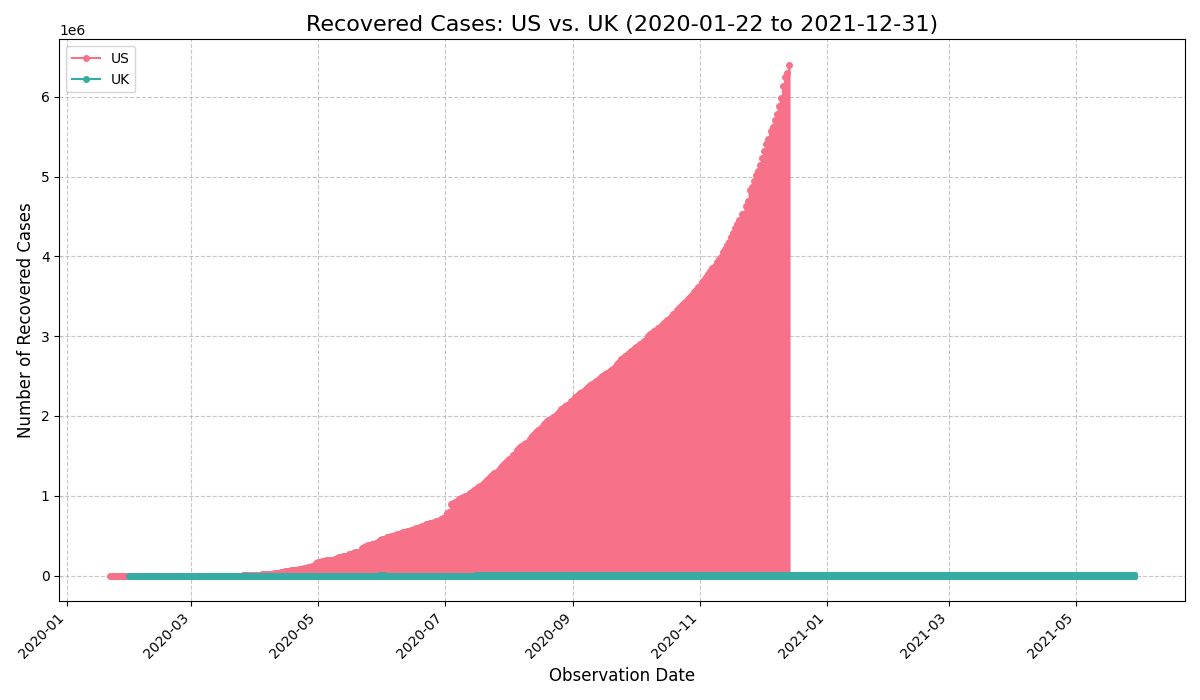 Recovered Cases: US vs. UK (2020-01-22 to 2021-12-31)
1e6
US
UK
6
5
4
3
2
1
0
Number of Recovered Cases
2020-01
2020-03
2020-05
2020-07
2020-09
2020-11
2021-01
2021-03
2021-05
Observation Date